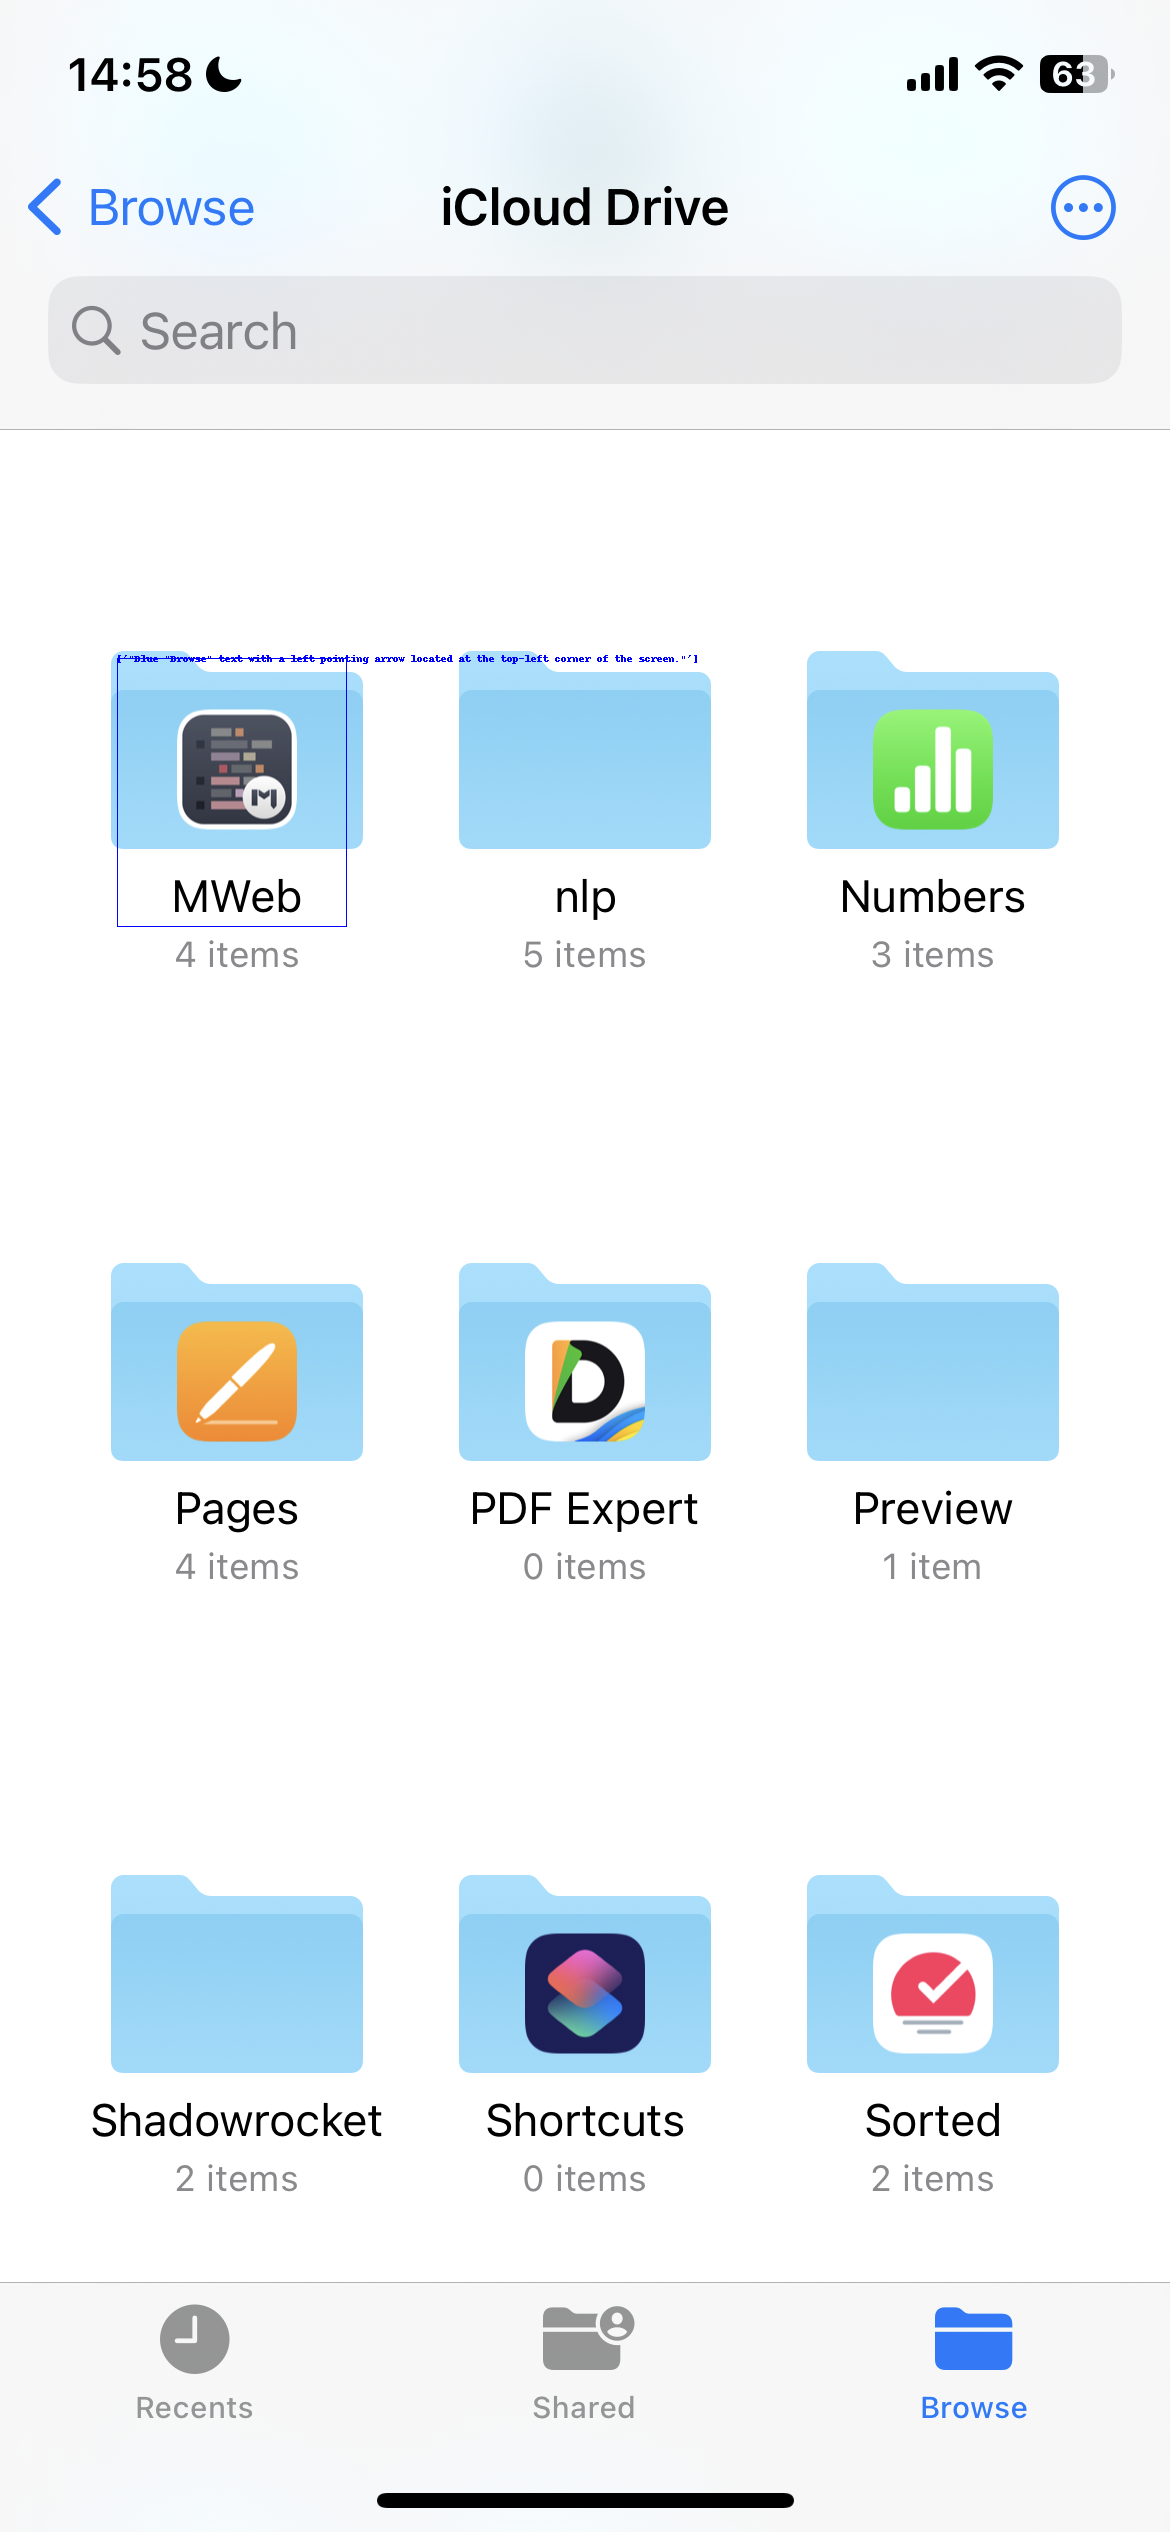 14:58
63
Browse
iCloud Drive
Search
['"Blue "Browse" text with a left-pointing arrow located at the top-left corner of the screen."']
MWeb
nlp
Numbers
4 items
5 items
3 items
Pages
PDF Expert
Preview
4 items
0 items
1 item
Shadowrocket
Shortcuts
Sorted
2 items
0 items
2 items
Recents
Shared
Browse